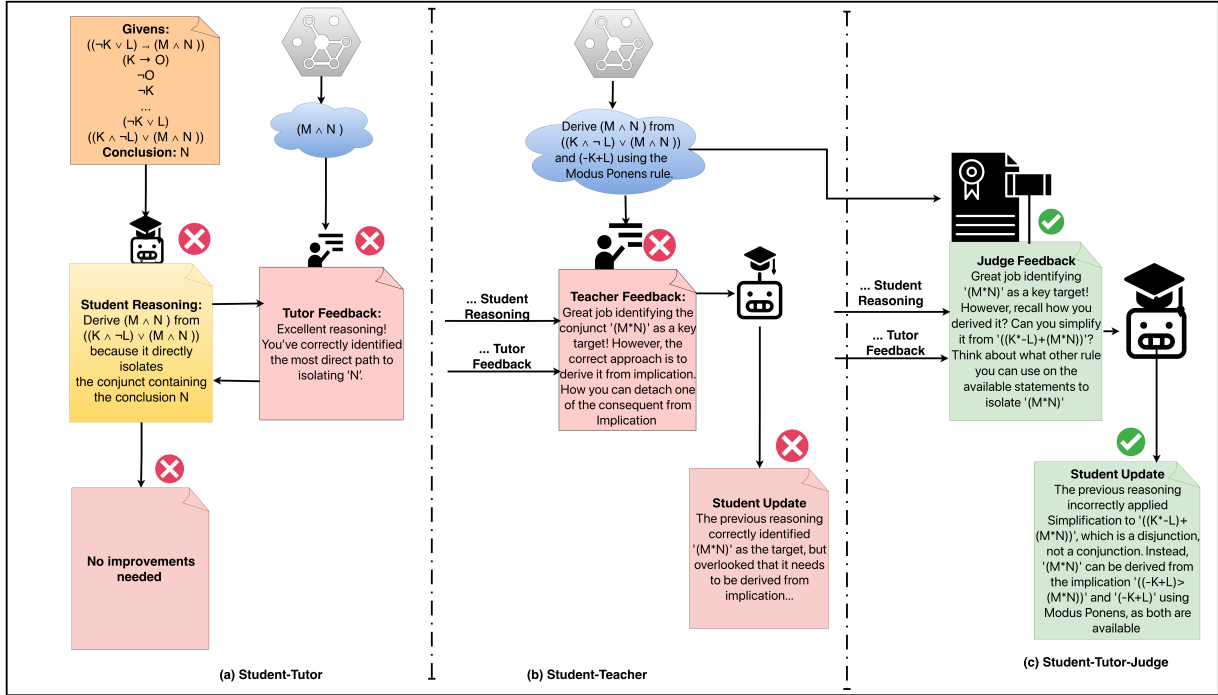 Givens:
((¬K ∨ L) → (M ∧ N ))
(K → O)
¬O
¬K
...
(¬K ∨ L)
((K ∧ ¬L) ∨ (M ∧ N ))
Conclusion: N
(M ∧ N )
Student Reasoning:
Derive (M ∧ N ) from
((K ∧ ¬L) ∨ (M ∧ N ))
because it directly
isolates
the conjunct containing
the conclusion N
Tutor Feedback:
Excellent reasoning!
You've correctly identified
the most direct path to
isolating 'N'.
No improvements
needed
(a) Student-Tutor
Derive (M ∧ N ) from
((K ∧ ¬ L) ∨ (M ∧ N ))
and (-K+L) using the
Modus Ponens rule.
... Student
Reasoning
... Tutor
Feedback
Teacher Feedback:
Great job identifying the
conjunct '(M*N)' as a key
target! However, the
correct approach is to
derive it from implication.
How you can detach one
of the consequent from
Implication
Student Update
The previous reasoning
correctly identified
'(M*N)' as the target, but
overlooked that it needs
to be derived from
implication...
(b) Student-Teacher
... Student
Reasoning
... Tutor
Feedback
Judge Feedback
Great job identifying
'(M*N)' as a key target!
However, recall how you
derived it? Can you simplify
it from '((K*-L)+(M*N))'?
Think about what other rule
you can use on the
available statements to
isolate '(M*N)'
Student Update
The previous reasoning
incorrectly applied
Simplification to '((K*-L)+
(M*N))', which is a disjunction,
not a conjunction. Instead,
'(M*N)' can be derived from
the implication '((-K+L)>
(M*N))' and '(-K+L)' using
Modus Ponens, as both are
available
(c) Student-Tutor-Judge